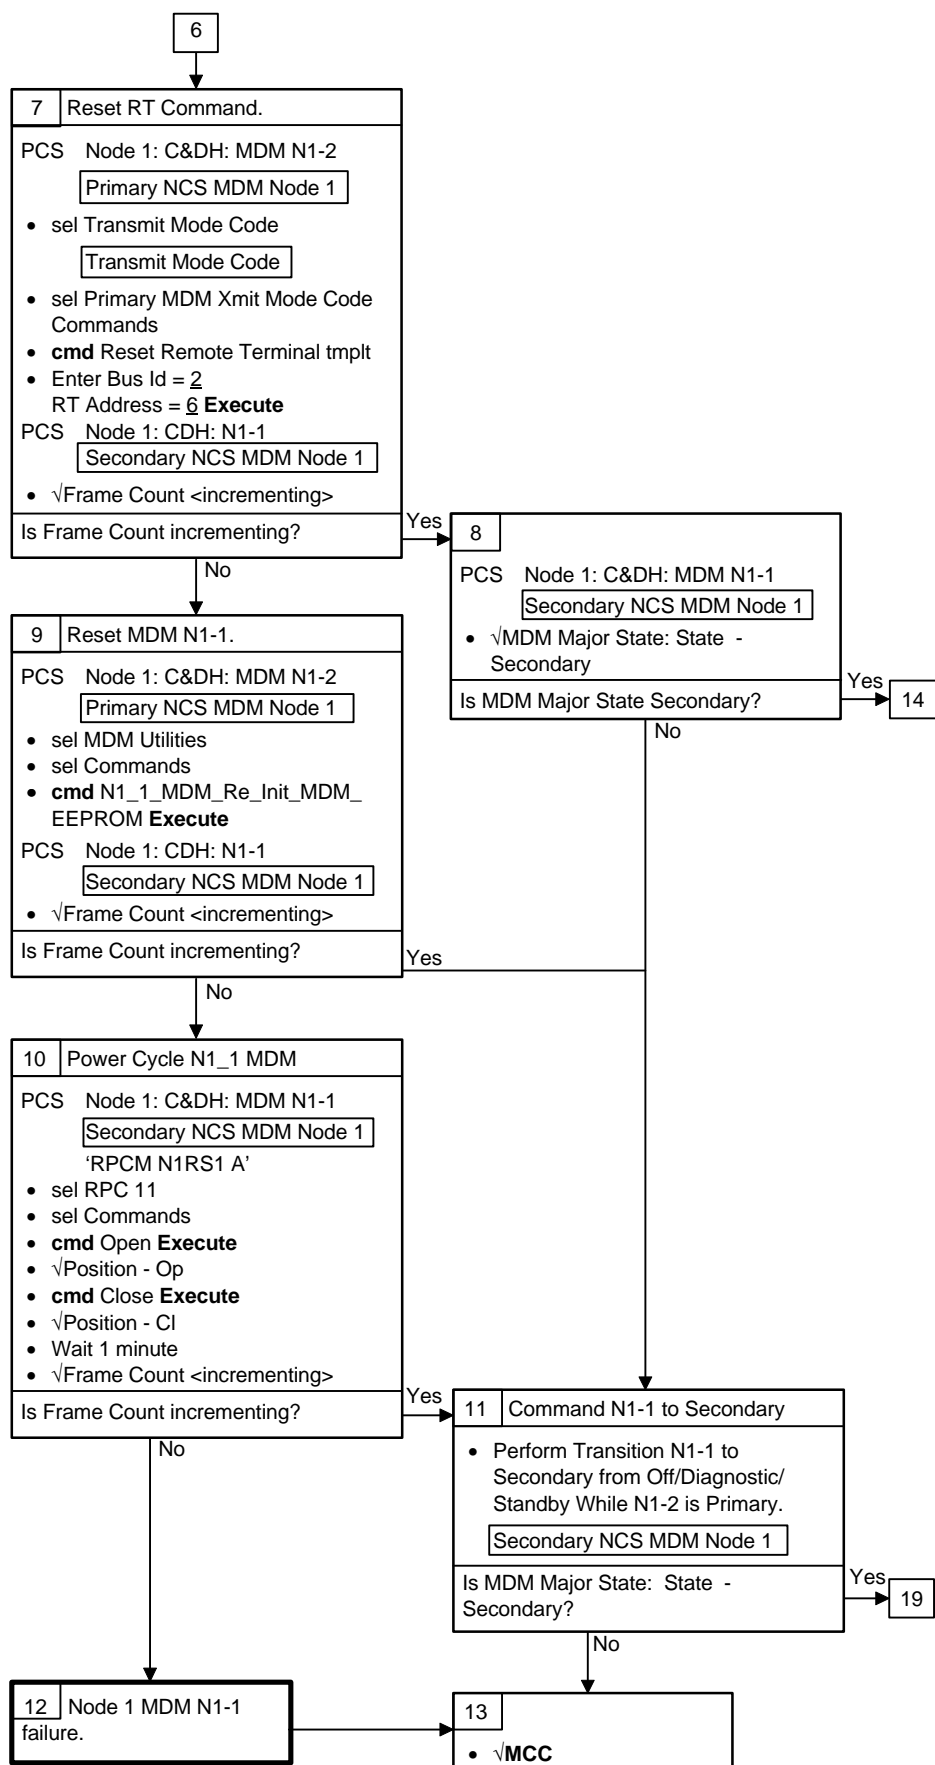 6
7 Reset RT Command.
PCS Node 1: C&DH: MDM N1-2
Primary NCS MDM Node 1
• sel Transmit Mode Code
Transmit Mode Code
• sel Primary MDM Xmit Mode Code
Commands
• cmd Reset Remote Terminal tmplt
• Enter Bus Id = 2
RT Address = 6 Execute
PCS Node 1: CDH: N1-1
Secondary NCS MDM Node 1
• √Frame Count <incrementing>
Is Frame Count incrementing?
Yes
No
8
PCS Node 1: C&DH: MDM N1-1
Secondary NCS MDM Node 1
• √MDM Major State: State -
Secondary
Is MDM Major State Secondary?
Yes
14
No
9 Reset MDM N1-1.
PCS Node 1: C&DH: MDM N1-2
Primary NCS MDM Node 1
• sel MDM Utilities
• sel Commands
• cmd N1_1_MDM_Re_Init_MDM_
EEPROM Execute
PCS Node 1: CDH: N1-1
Secondary NCS MDM Node 1
• √Frame Count <incrementing>
Is Frame Count incrementing?
Yes
No
10 Power Cycle N1_1 MDM
PCS Node 1: C&DH: MDM N1-1
Secondary NCS MDM Node 1
‘RPCM N1RS1 A’
• sel RPC 11
• sel Commands
• cmd Open Execute
• √Position - Op
• cmd Close Execute
• √Position - Cl
• Wait 1 minute
• √Frame Count <incrementing>
Is Frame Count incrementing?
Yes
No
11 Command N1-1 to Secondary
• Perform Transition N1-1 to
Secondary from Off/Diagnostic/
Standby While N1-2 is Primary.
Secondary NCS MDM Node 1
Is MDM Major State: State -
Secondary?
Yes
19
No
12 Node 1 MDM N1-1
failure.
13
• √MCC